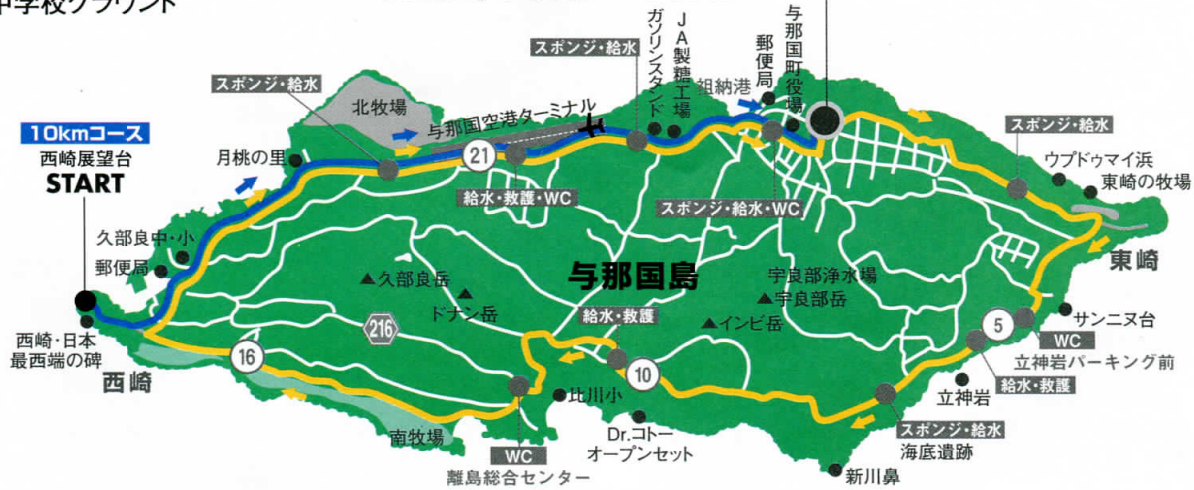 中学校グラウンド
スポンジ・給水
ガソリンスタンド
JA製糖工場
祖納港
郵便局
与那国町役場
スポンジ・給水
北牧場
与那国空港ターミナル
10kmコース
西崎展望台
START
月桃の里
21
給水・救護・WC
スポンジ・給水・WC
スポンジ・給水
ウブドゥマイ浜
東崎の牧場
久部良中・小
郵便局
東崎
与那国島
久部良岳
ドナン岳
宇良部浄水場
宇良部岳
インビ岳
給水・救護
216
サンニヌ台
5
WC
立神岩パーキング前
給水・救護
西崎・日本
最西端の碑
西崎
16
10
立神岩
比川小
南牧場
Dr.コトー
オープンセット
スポンジ・給水
海底遺跡
WC
離島総合センター
新川鼻